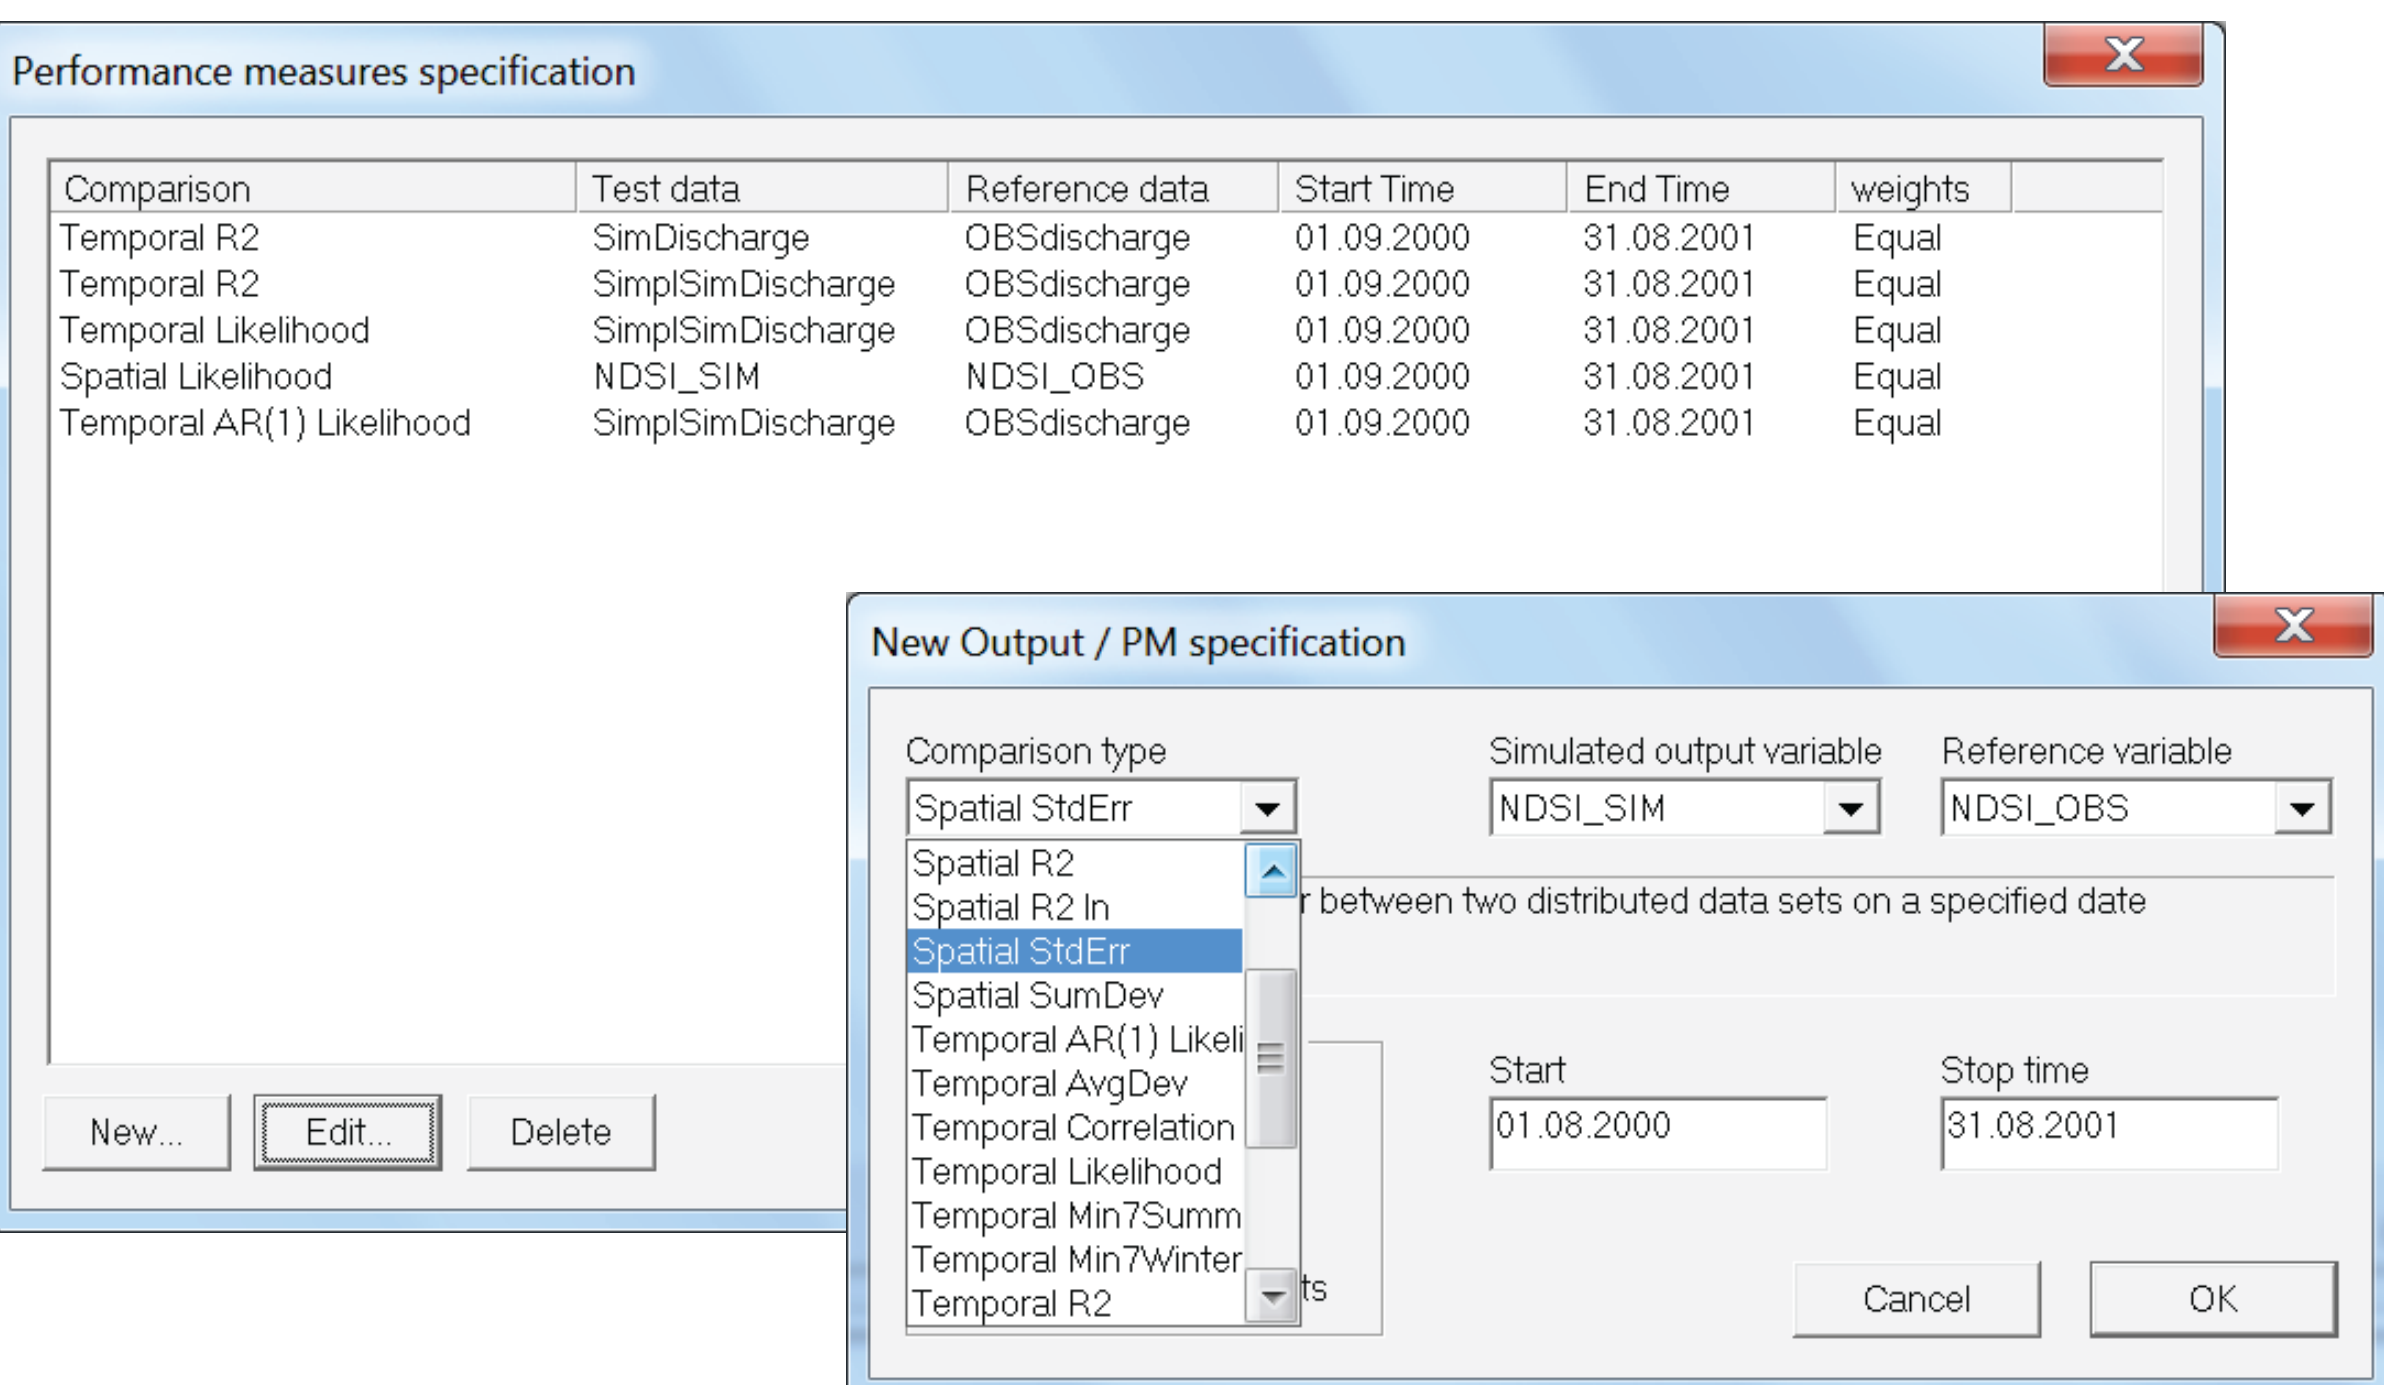 Performance measures specification
Comparison Test data Reference data Start Time End Time weights
Temporal R2 SimDischarge OBSdischarge 01.09.2000 31.08.2001 Equal
Temporal R2 SimplSimDischarge OBSdischarge 01.09.2000 31.08.2001 Equal
Temporal Likelihood SimplSimDischarge OBSdischarge 01.09.2000 31.08.2001 Equal
Spatial Likelihood NDSI_SIM NDSI_OBS 01.09.2000 31.08.2001 Equal
Temporal AR(1) Likelihood SimplSimDischarge OBSdischarge 01.09.2000 31.08.2001 Equal
New... Edit... Delete
New Output / PM specification
Comparison type Simulated output variable Reference variable
Spatial StdErr NDSI_SIM NDSI_OBS
Spatial R2
Spatial R2 ln
Spatial StdErr
Spatial SumDev
Temporal AR(1) Likeli
Temporal AvgDev
Temporal Correlation
Temporal Likelihood
Temporal Min7Summ
Temporal Min7Winter
Temporal R2
r between two distributed data sets on a specified date
Start Stop time
01.08.2000 31.08.2001
ts
Cancel OK